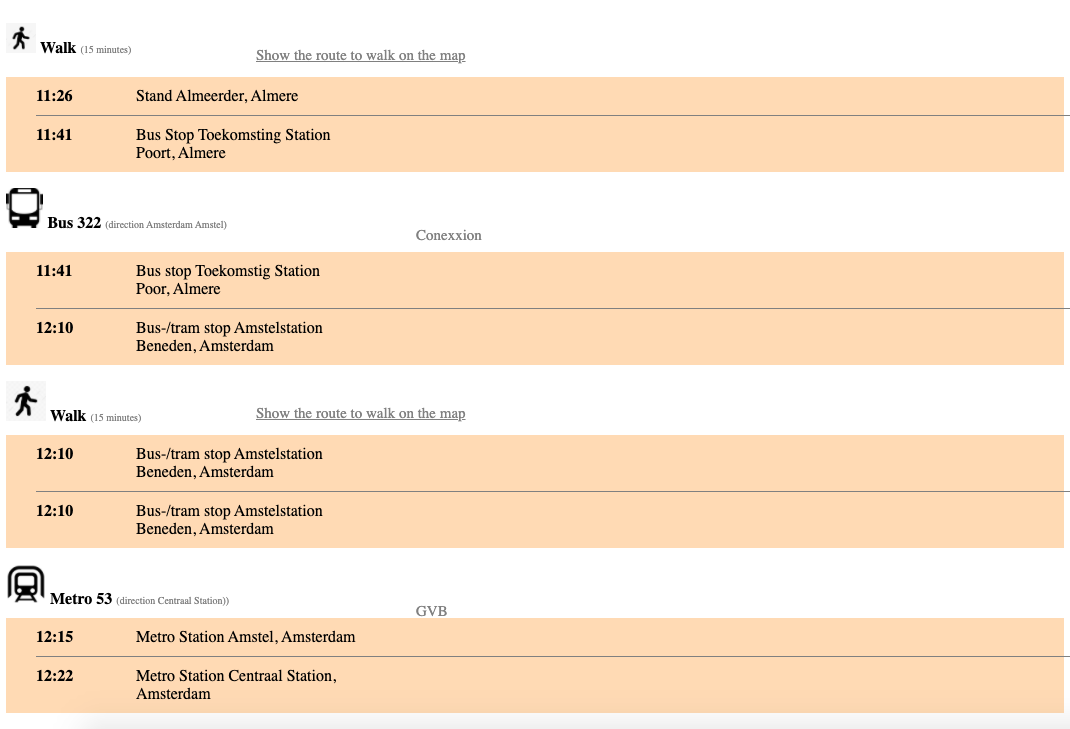 Walk (15 minutes)
Show the route to walk on the map
11:26 Stand Almeerder, Almere
11:41 Bus Stop Toekomsting Station
Poort, Almere
Bus 322 (direction Amsterdam Amstel)
Conexxion
11:41 Bus stop Toekomstig Station
Poor, Almere
12:10 Bus-/tram stop Amstelstation
Beneden, Amsterdam
Walk (15 minutes)
Show the route to walk on the map
12:10 Bus-/tram stop Amstelstation
Beneden, Amsterdam
12:10 Bus-/tram stop Amstelstation
Beneden, Amsterdam
Metro 53 (direction Centraal Station))
GVB
12:15 Metro Station Amstel, Amsterdam
12:22 Metro Station Centraal Station,
Amsterdam